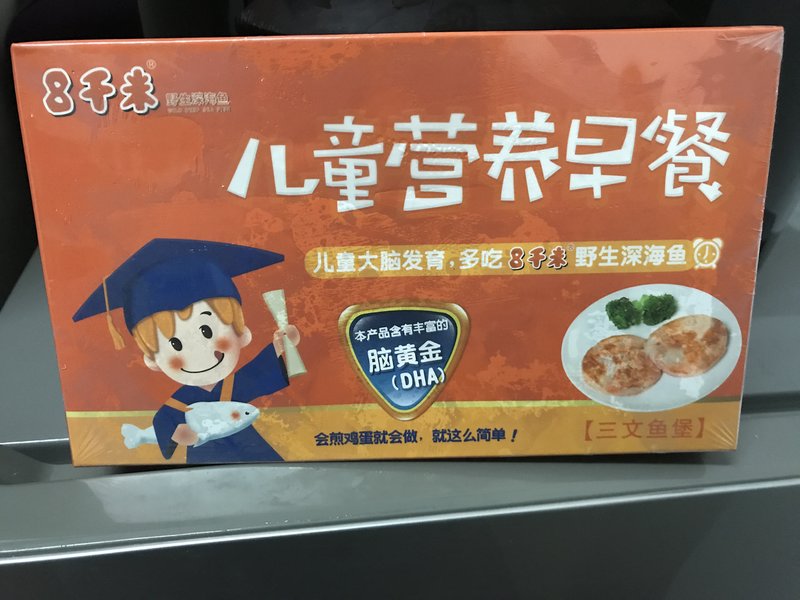 8千米®
野生深海鱼
儿童营养早餐
儿童大脑发育,多吃8千米®野生深海鱼
本产品含有丰富的
脑黄金
(DHA)
会煎鸡蛋就会做,就这么简单!
【三文鱼堡】